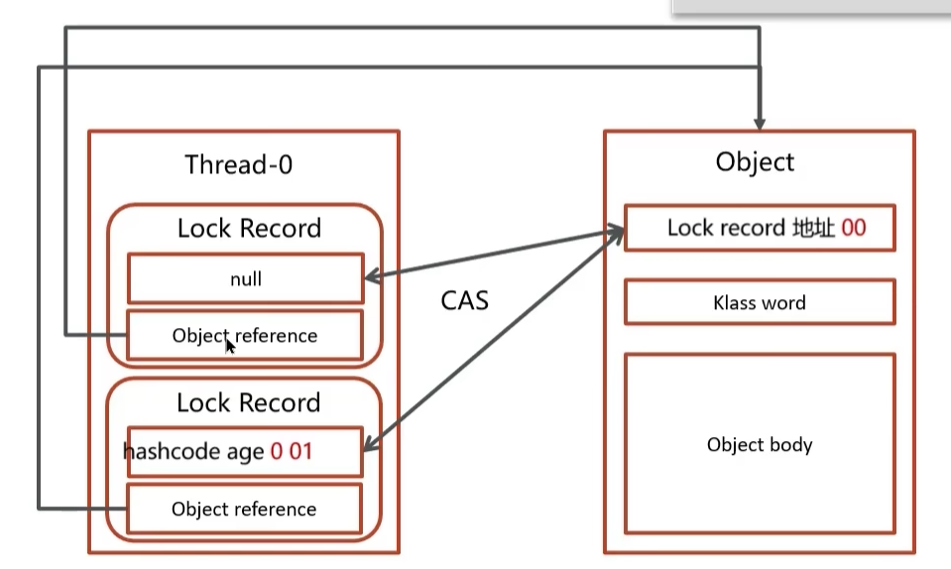 Thread-0
Lock Record
null
Object reference
Lock Record
hashcode age 0 01
Object reference
CAS
Object
Lock record 地址 00
Klass word
Object body